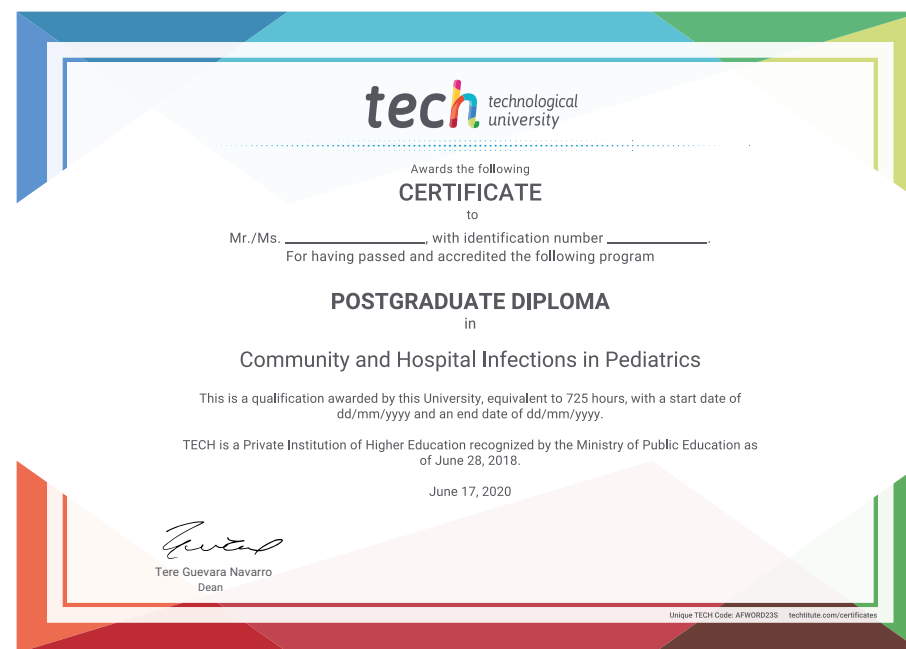 tech technological
university
Awards the following
CERTIFICATE
to
Mr./Ms. ____________________, with identification number ______________.
For having passed and accredited the following program
POSTGRADUATE DIPLOMA
in
Community and Hospital Infections in Pediatrics
This is a qualification awarded by this University, equivalent to 725 hours, with a start date of
dd/mm/yyyy and an end date of dd/mm/yyyy.
TECH is a Private Institution of Higher Education recognized by the Ministry of Public Education as
of June 28, 2018.
June 17, 2020
Tere Guevara Navarro
Dean
Unique TECH Code: AFWORD23S techtitute.com/certificates